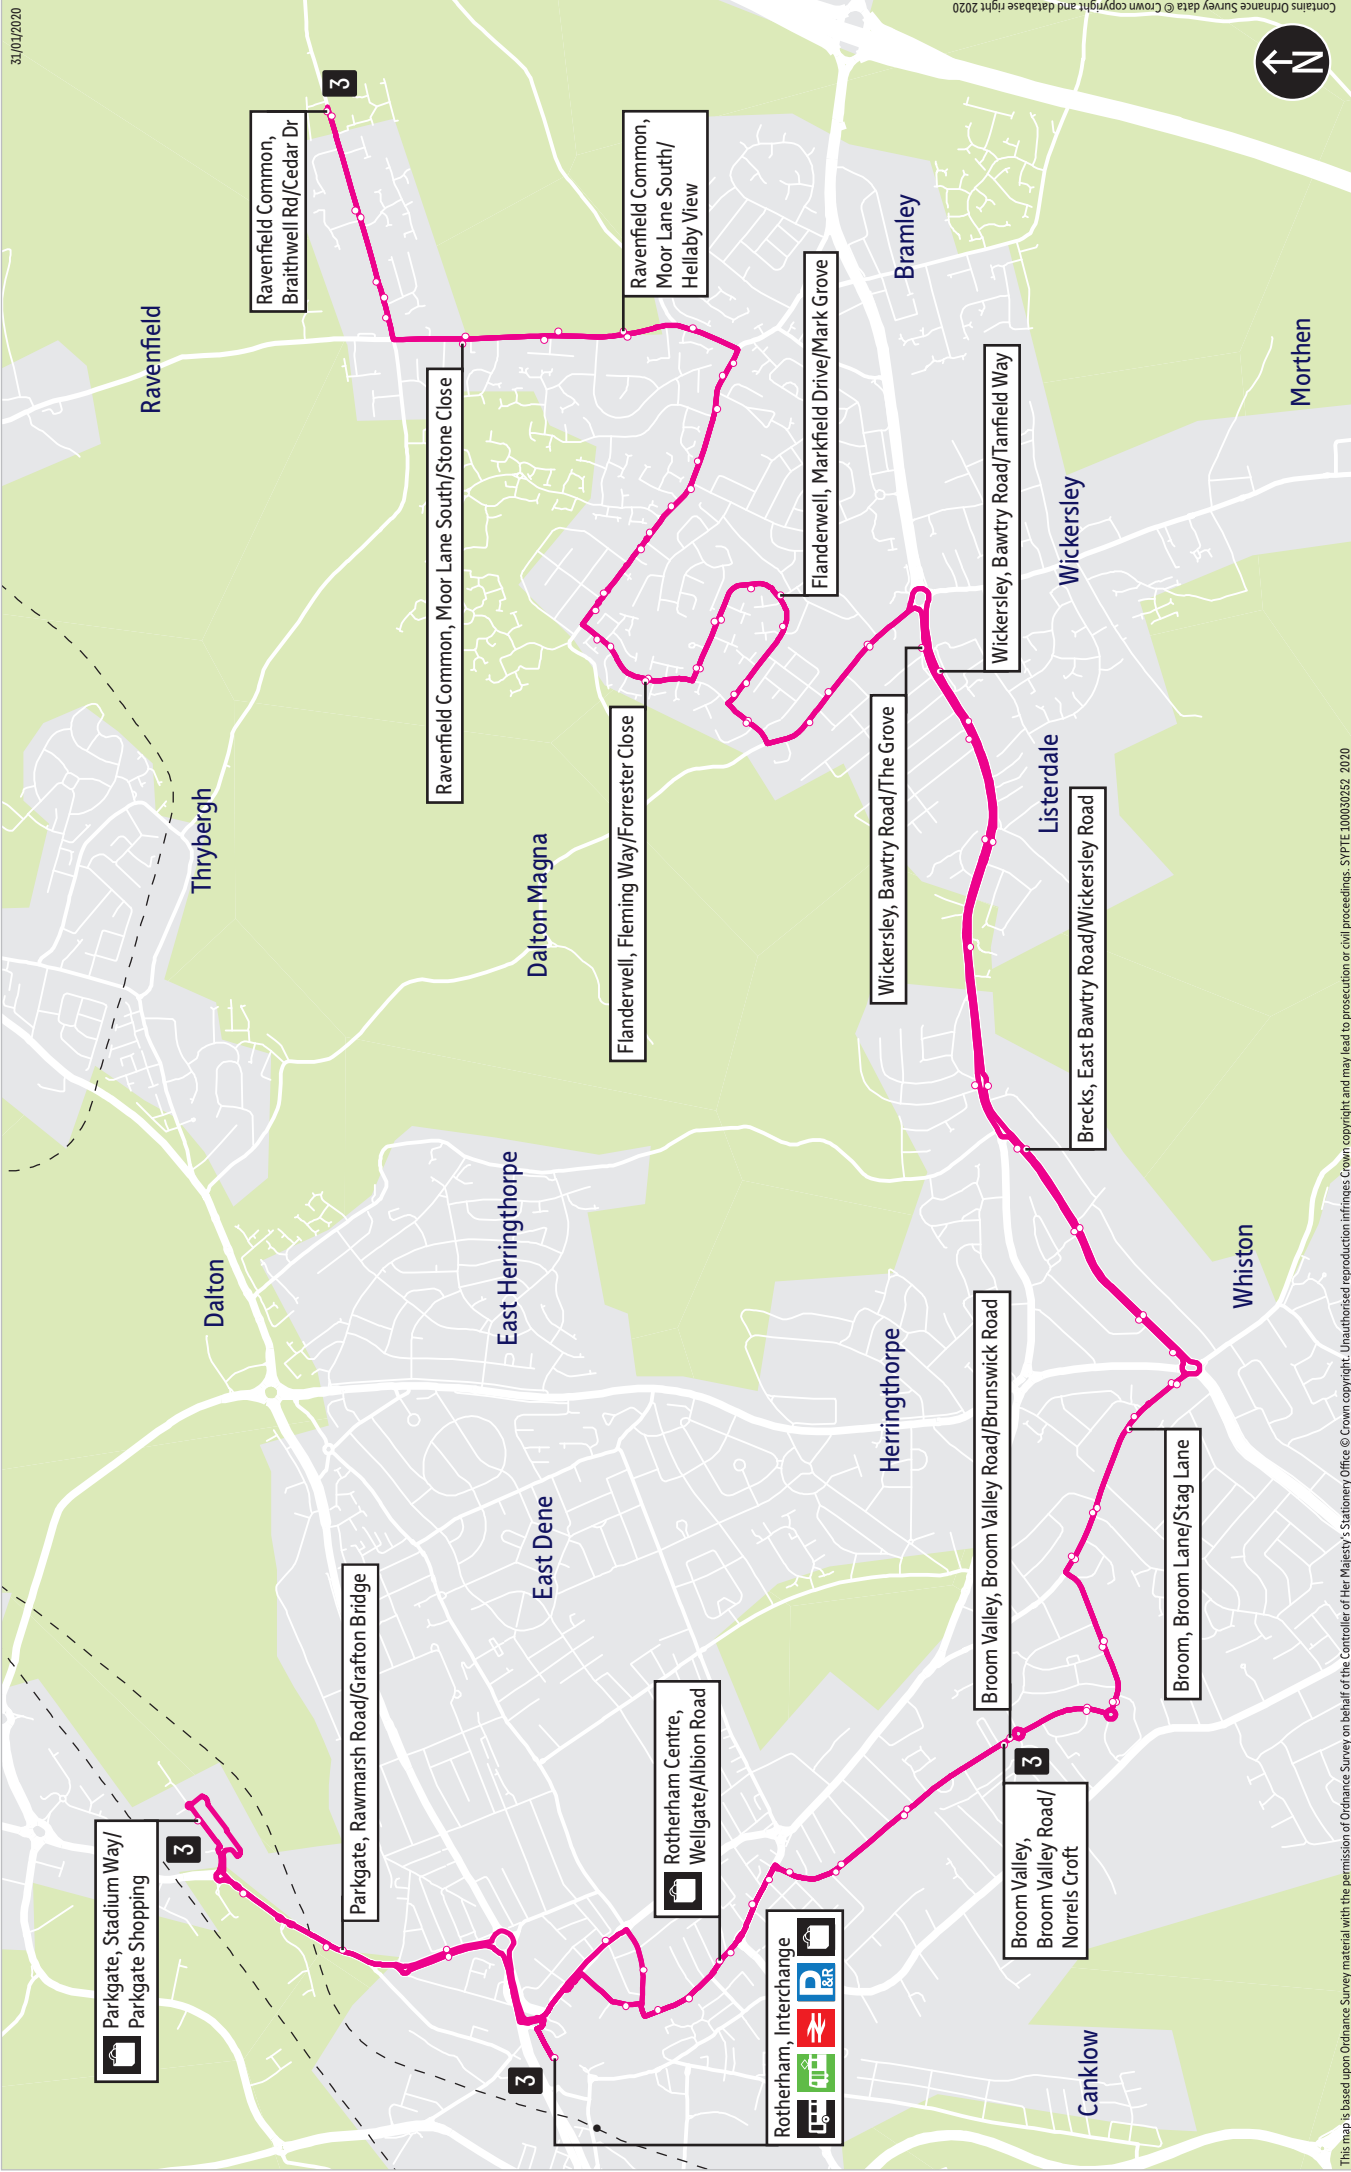 31/01/2020
Contains Ordnance Survey data © Crown copyright and database right 2020
N
Ravenfield
Thrybergh
Dalton
Dalton Magna
East Herringthorpe
East Dene
Herringthorpe
Bramley
Wickersley
Morthen
Listerdale
Whiston
Canklow
3
Ravenfield Common,
Braithwell Rd/Cedar Dr
Ravenfield Common,
Moor Lane South/
Hellaby View
Ravenfield Common, Moor Lane South/Stone Close
Flanderwell, Markfield Drive/Mark Grove
Flanderwell, Fleming Way/Forrester Close
Wickersley, Bawtry Road/Tanfield Way
Wickersley, Bawtry Road/The Grove
Brecks, East Bawtry Road/Wickersley Road
Broom, Broom Lane/Stag Lane
Broom Valley, Broom Valley Road/Brunswick Road
3
Broom Valley,
Broom Valley Road/
Norrels Croft
Rotherham Centre,
Wellgate/Albion Road
Parkgate, Rawmarsh Road/Grafton Bridge
3
Parkgate, Stadium Way/
Parkgate Shopping
3
Rotherham, Interchange
P
&R
This map is based upon Ordnance Survey material with the permission of Ordnance Survey on behalf of the Controller of Her Majesty's Stationery Office © Crown copyright. Unauthorised reproduction infringes Crown copyright and may lead to prosecution or civil proceedings. SYPTE 100030252 2020